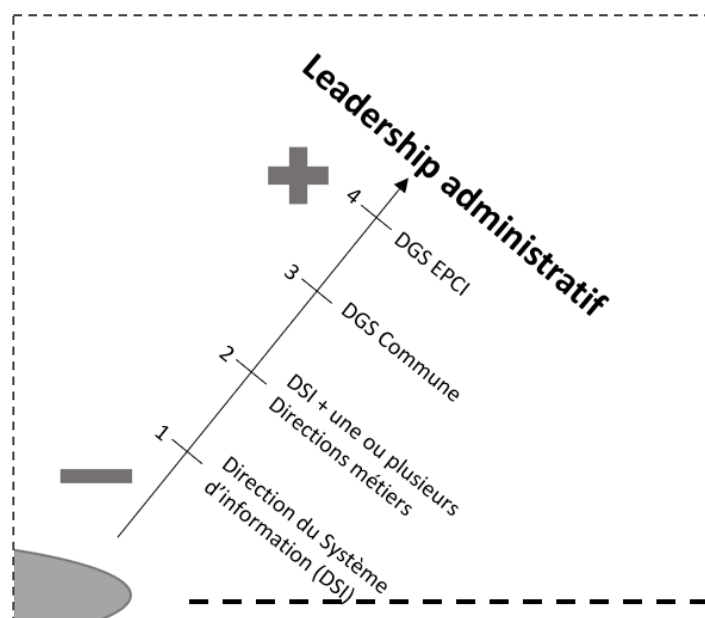 Leadership administratif
4
DGS EPCI
3
DGS Commune
2
DSI + une ou plusieurs
Directions métiers
1
Direction du Système
d'information (DSI)